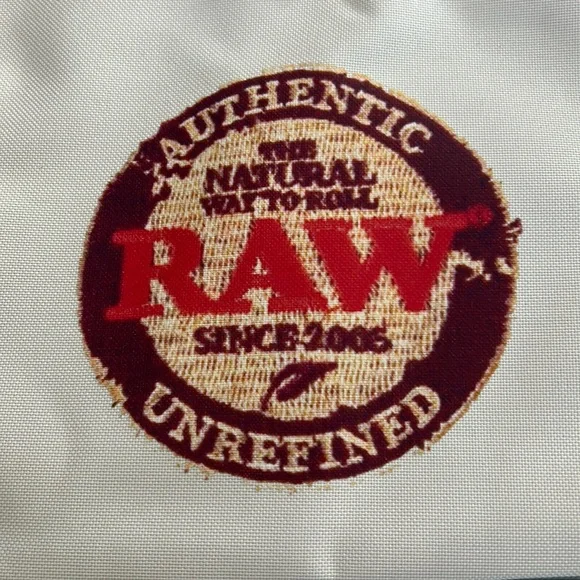 AUTHENTIC
THE
NATURAL
WAY TO ROLL
RAW®
SINCE-2005
UNREFINED